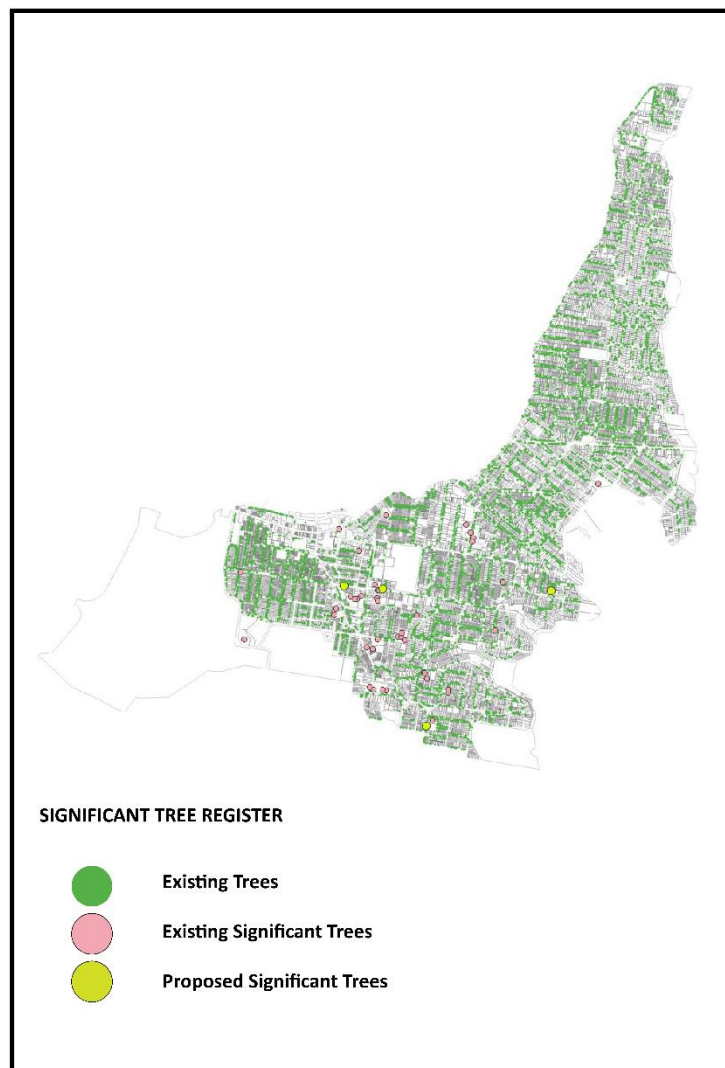 SIGNIFICANT TREE REGISTER
Existing Trees
Existing Significant Trees
Proposed Significant Trees